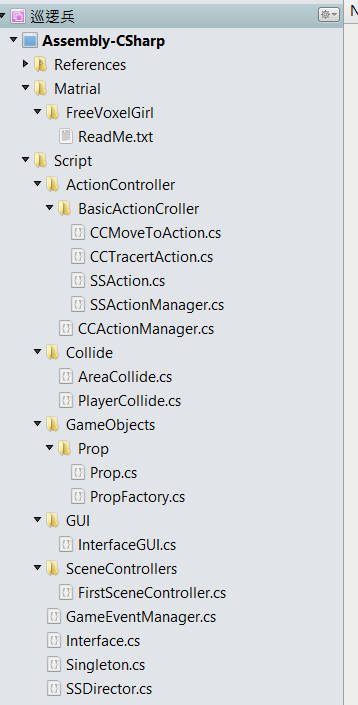 巡逻兵
N
Assembly-CSharp
References
Matrial
FreeVoxelGirl
ReadMe.txt
Script
ActionController
BasicActionCroller
CCMoveToAction.cs
CCTracertAction.cs
SSAction.cs
SSActionManager.cs
CCActionManager.cs
Collide
AreaCollide.cs
PlayerCollide.cs
GameObjects
Prop
Prop.cs
PropFactory.cs
GUI
InterfaceGUI.cs
SceneControllers
FirstSceneController.cs
GameEventManager.cs
Interface.cs
Singleton.cs
SSDirector.cs